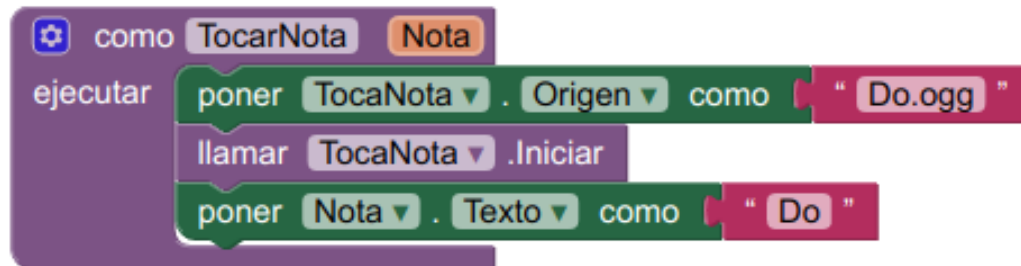 como TocarNota Nota
ejecutar poner TocaNota . Origen como “ Do.ogg ”
llamar TocaNota .Iniciar
poner Nota . Texto como “ Do ”